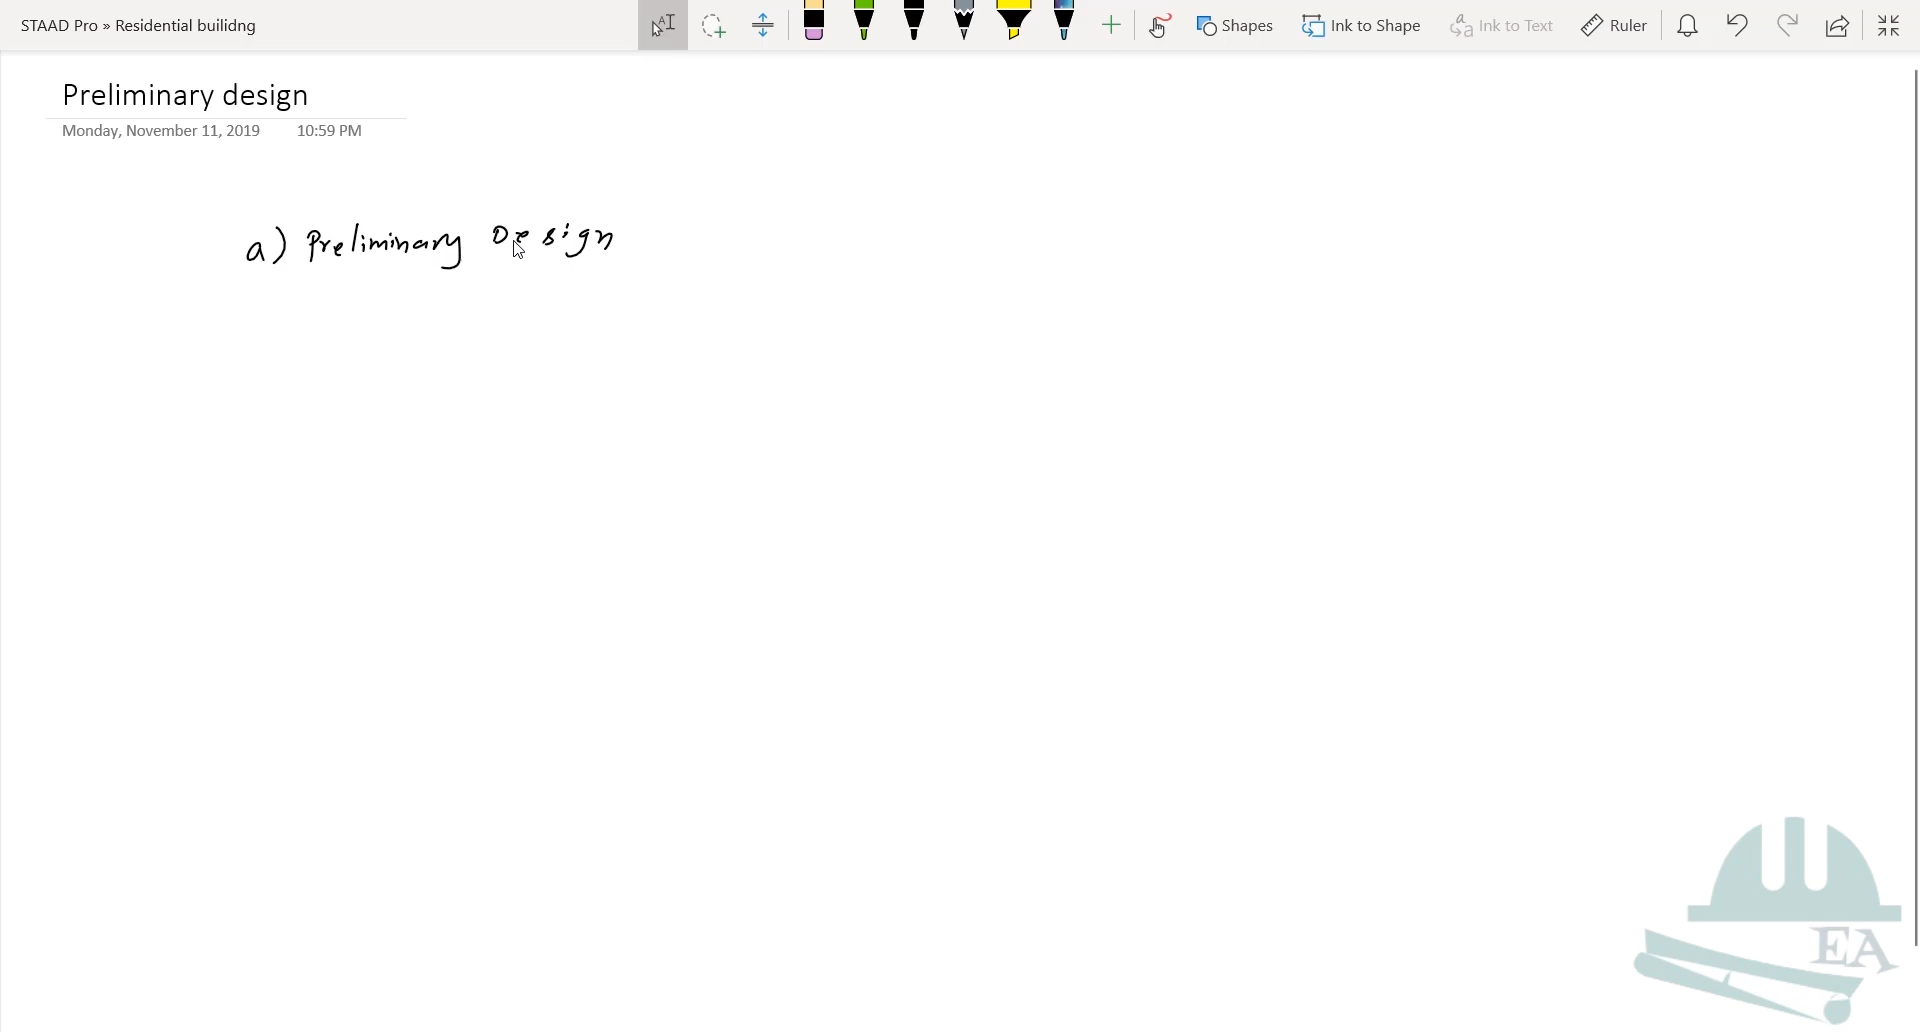 STAAD Pro » Residential builidng
Shapes
Ink to Shape
Ink to Text
Ruler
Preliminary design
Monday, November 11, 2019 10:59 PM
a) Preliminary Design
EA